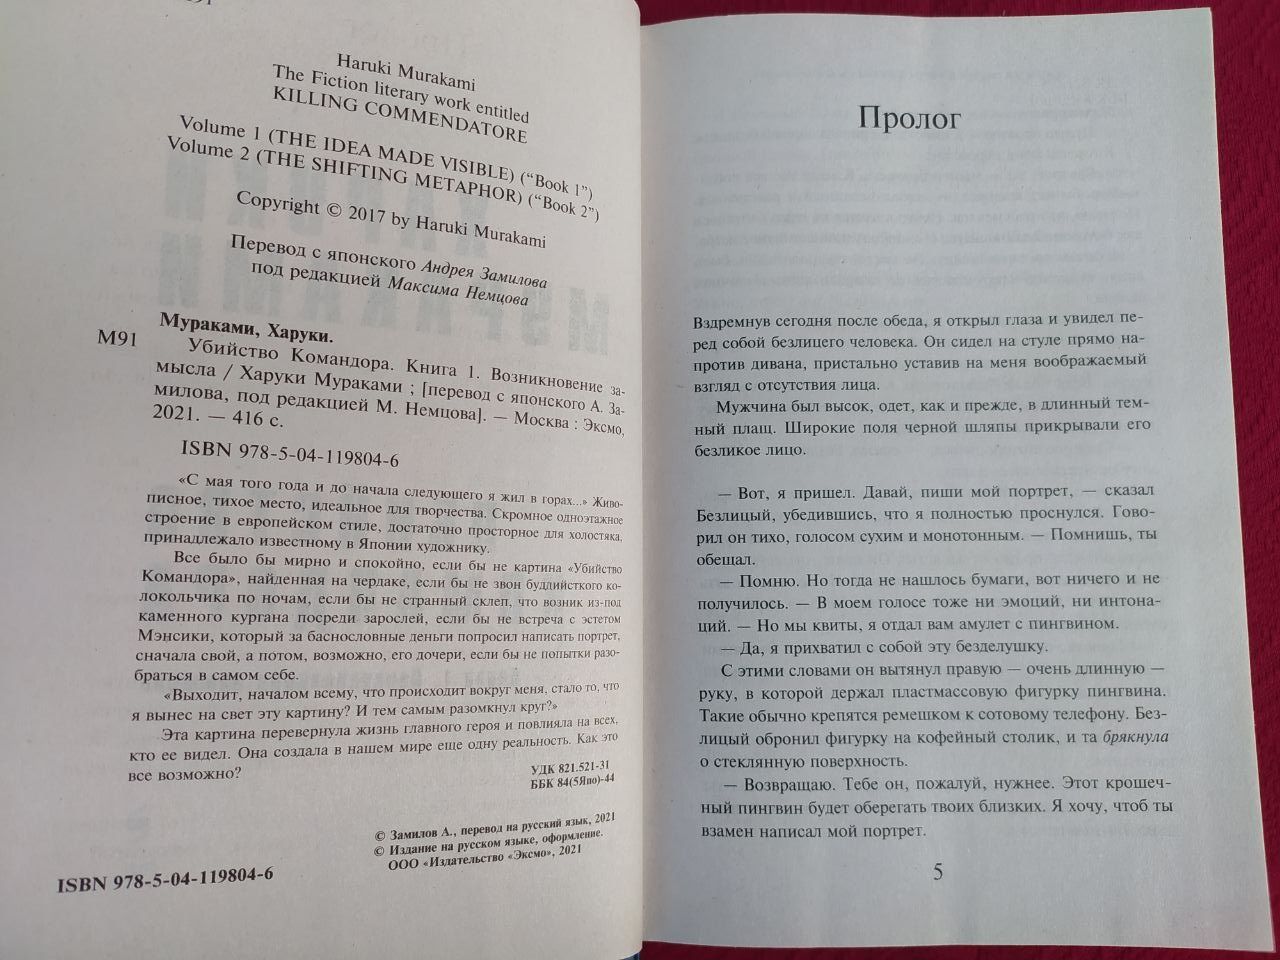 Haruki Murakami
The Fiction literary work entitled
KILLING COMMENDATORE
Volume 1 (THE IDEA MADE VISIBLE) (“Book 1”)
Volume 2 (THE SHIFTING METAPHOR) (“Book 2”)
Copyright © 2017 by Haruki Murakami
Перевод с японского Андрея Замилова
под редакцией Максима Немцова
Мураками, Харуки.
М91
Убийство Командора. Книга 1. Возникновение за-
мысла / Харуки Мураками ; [перевод с японского А. За-
милова, под редакцией М. Немцова]. — Москва : Эксмо,
2021. — 416 с.
ISBN 978-5-04-119804-6
«С мая того года и до начала следующего я жил в горах...» Живо-
писное, тихое место, идеальное для творчества. Скромное одноэтажное
строение в европейском стиле, достаточно просторное для холостяка,
принадлежало известному в Японии художнику.
Все было бы мирно и спокойно, если бы не картина «Убийство
Командора», найденная на чердаке, если бы не звон буддийсткого ко-
локольчика по ночам, если бы не странный склеп, что возник из-под
каменного кургана посреди зарослей, если бы не встреча с эстетом
Мэнсики, который за баснословные деньги попросил написать портрет,
сначала свой, а потом, возможно, его дочери, если бы не попытки разо-
браться в самом себе.
«Выходит, началом всему, что происходит вокруг меня, стало то, что
я вынес на свет эту картину? И тем самым разомкнул круг?»
Эта картина перевернула жизнь главного героя и повлияла на всех,
кто ее видел. Она создала в нашем мире еще одну реальность. Как это
все возможно?
УДК 821.521-31
ББК 84(5Япо)-44
© Замилов А., перевод на русский язык, 2021
© Издание на русском языке, оформление.
ООО «Издательство «Эксмо», 2021
ISBN 978-5-04-119804-6
Пролог
Вздремнув сегодня после обеда, я открыл глаза и увидел пе-
ред собой безлицего человека. Он сидел на стуле прямо на-
против дивана, пристально уставив на меня воображаемый
взгляд с отсутствия лица.
Мужчина был высок, одет, как и прежде, в длинный тем-
ный плащ. Широкие поля черной шляпы прикрывали его
безликое лицо.
— Вот, я пришел. Давай, пиши мой портрет, — сказал
Безлицый, убедившись, что я полностью проснулся. Гово-
рил он тихо, голосом сухим и монотонным. — Помнишь, ты
обещал.
— Помню. Но тогда не нашлось бумаги, вот ничего и не
получилось. — В моем голосе тоже ни эмоций, ни интона-
ций. — Но мы квиты, я отдал вам амулет с пингвином.
— Да, я прихватил с собой эту безделушку.
С этими словами он вытянул правую — очень длинную —
руку, в которой держал пластмассовую фигурку пингвина.
Такие обычно крепятся ремешком к сотовому телефону. Без-
лицый обронил фигурку на кофейный столик, и та брякнула
о стеклянную поверхность.
— Возвращаю. Тебе он, пожалуй, нужнее. Этот крошеч-
ный пингвин будет оберегать твоих близких. Я хочу, чтоб ты
взамен написал мой портрет.
5